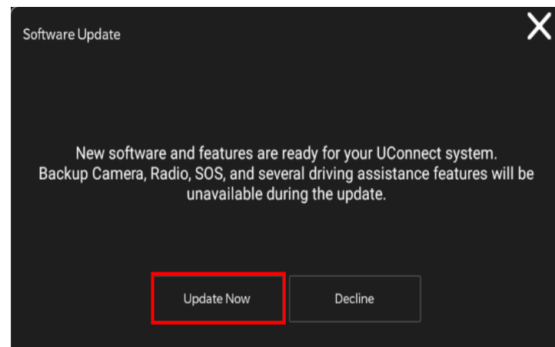 Software Update
New software and features are ready for your UConnect system.
Backup Camera, Radio, SOS, and several driving assistance features will be
unavailable during the update.
Update Now
Decline